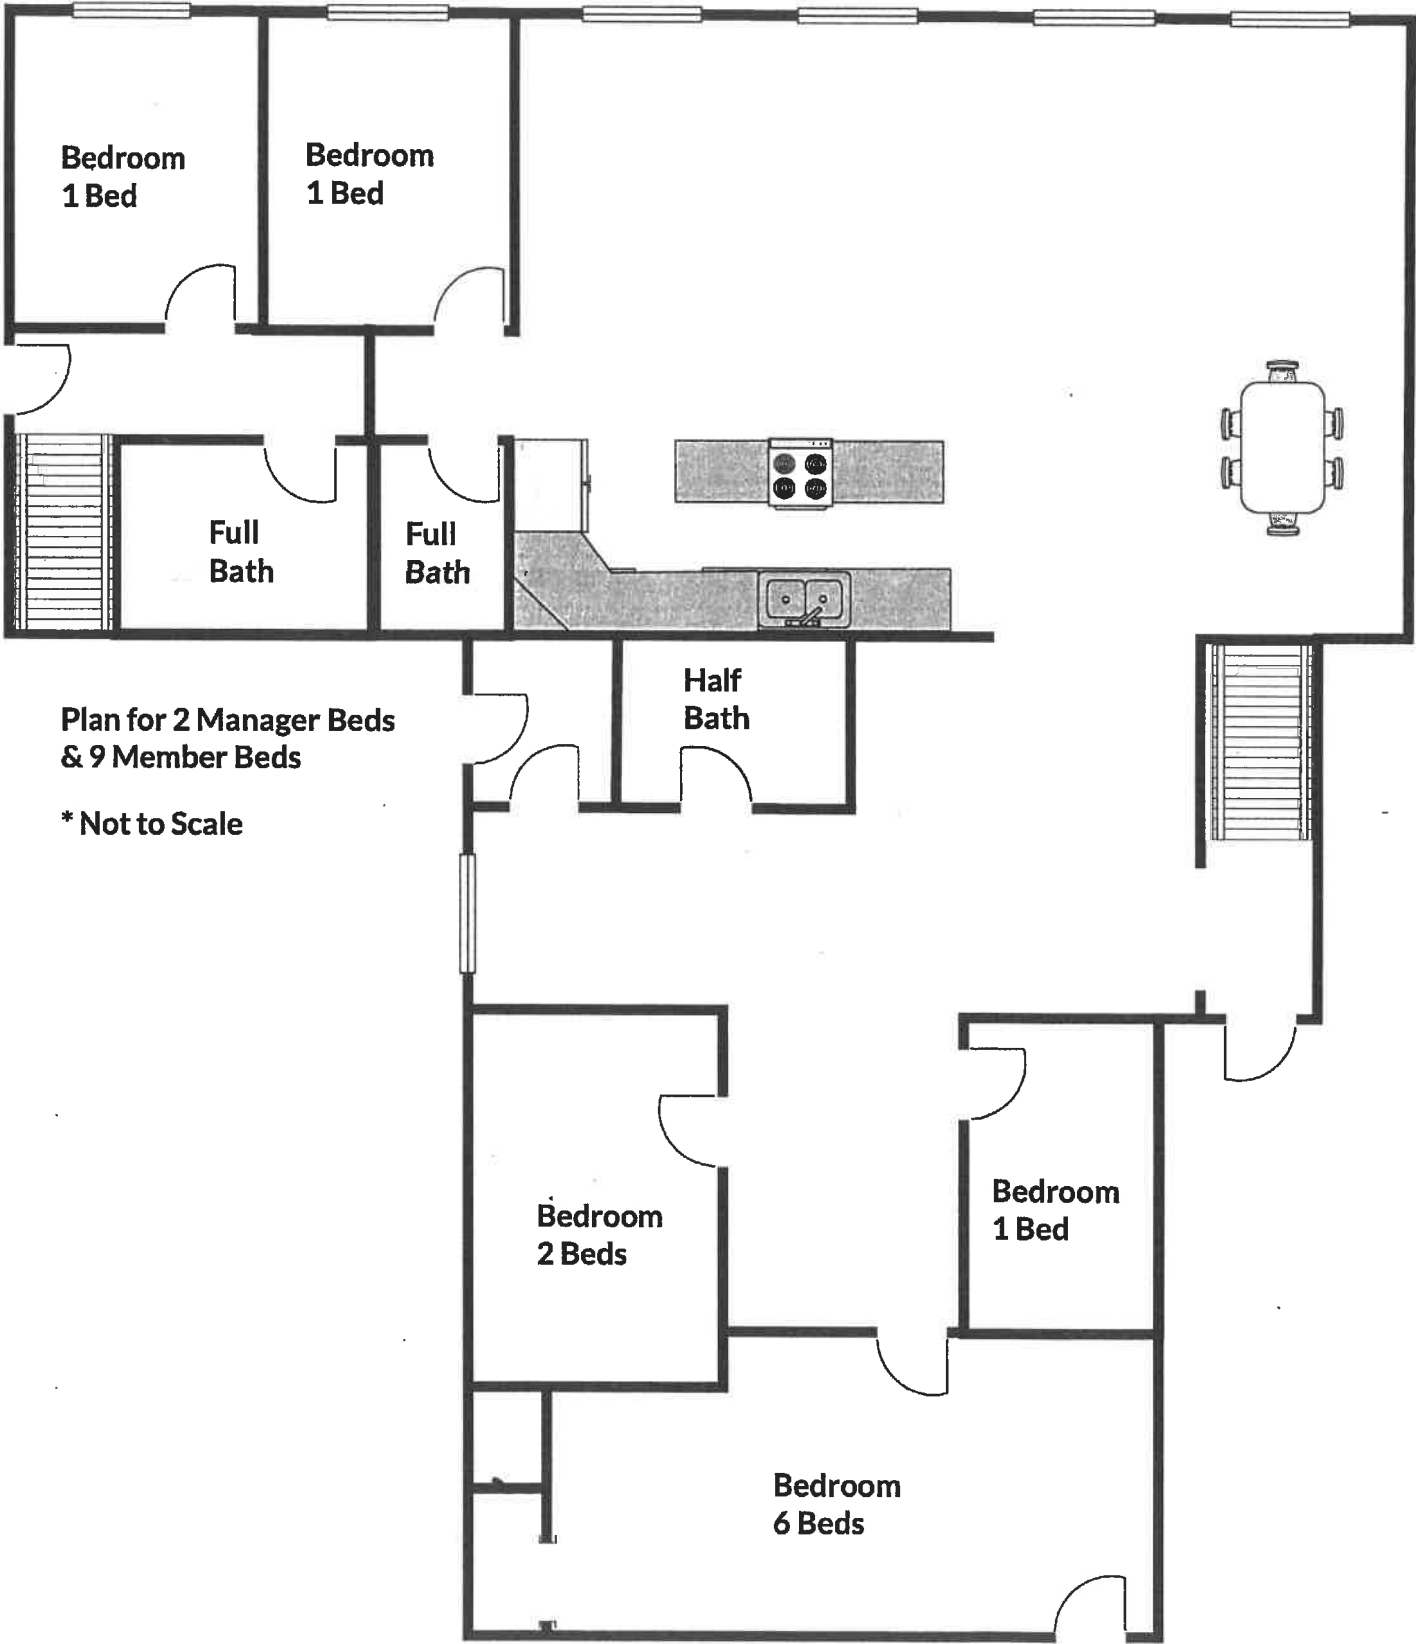 Bedroom
1 Bed
Bedroom
1 Bed
Full
Bath
Full
Bath
Half
Bath
Plan for 2 Manager Beds
& 9 Member Beds
* Not to Scale
Bedroom
1 Bed
Bedroom
2 Beds
Bedroom
6 Beds